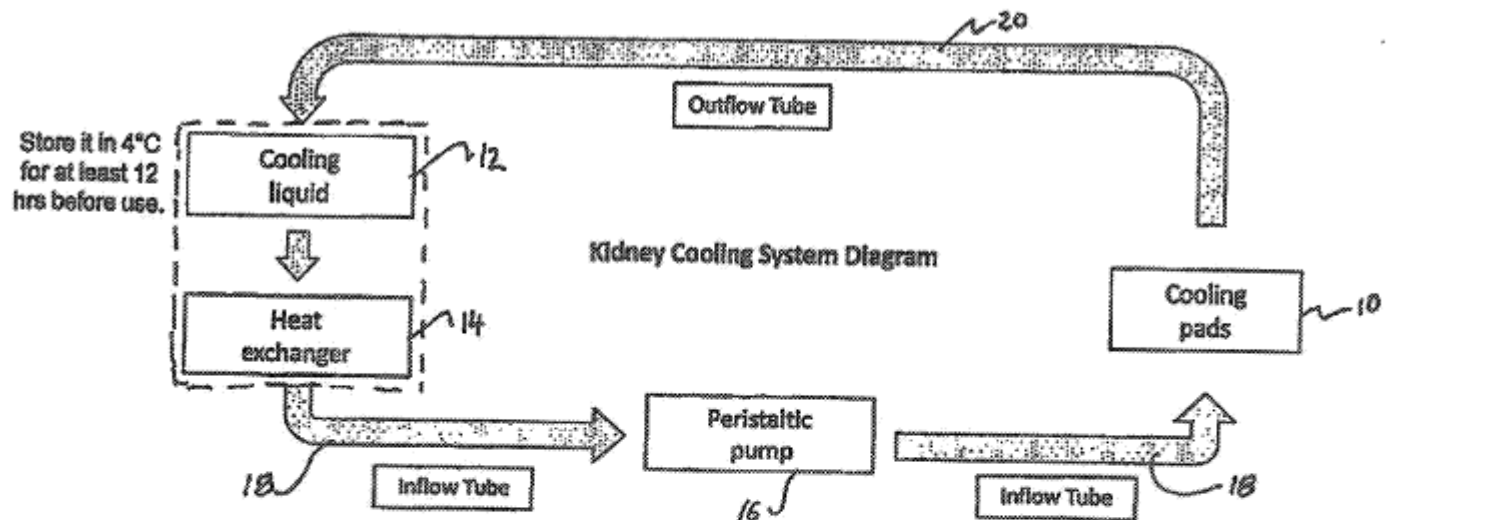 20
Outflow Tube
Store it in 4°C
for at least 12
hrs before use.
Cooling
liquid
12
Kidney Cooling System Diagram
Heat
exchanger
14
Cooling
pads
10
Peristaltic
pump
18
Inflow Tube
16
Inflow Tube
18